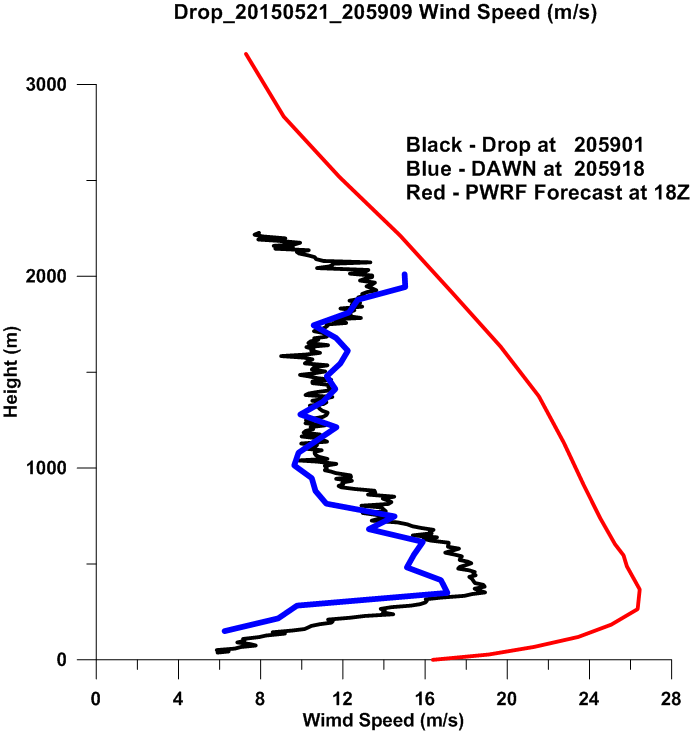 Drop_20150521_205909 Wind Speed (m/s)
3000
Black - Drop at 205901
Blue - DAWN at 205918
Red - PWRF Forecast at 18Z
2000
Height (m)
1000
0
0 4 8 12 16 20 24 28
Wimd Speed (m/s)